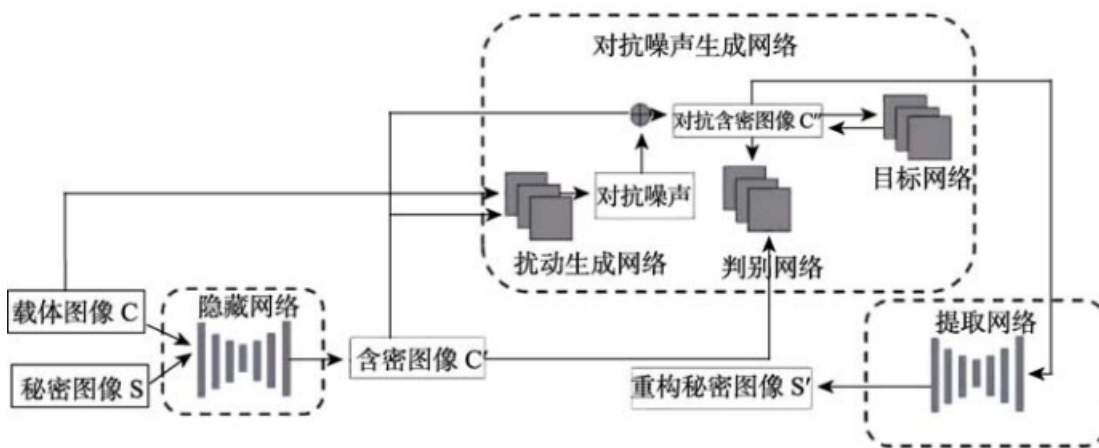 对抗噪声生成网络
对抗含密图像 C″
目标网络
对抗噪声
扰动生成网络
判别网络
载体图像 C
隐藏网络
提取网络
含密图像 C′
秘密图像 S
重构秘密图像 S′